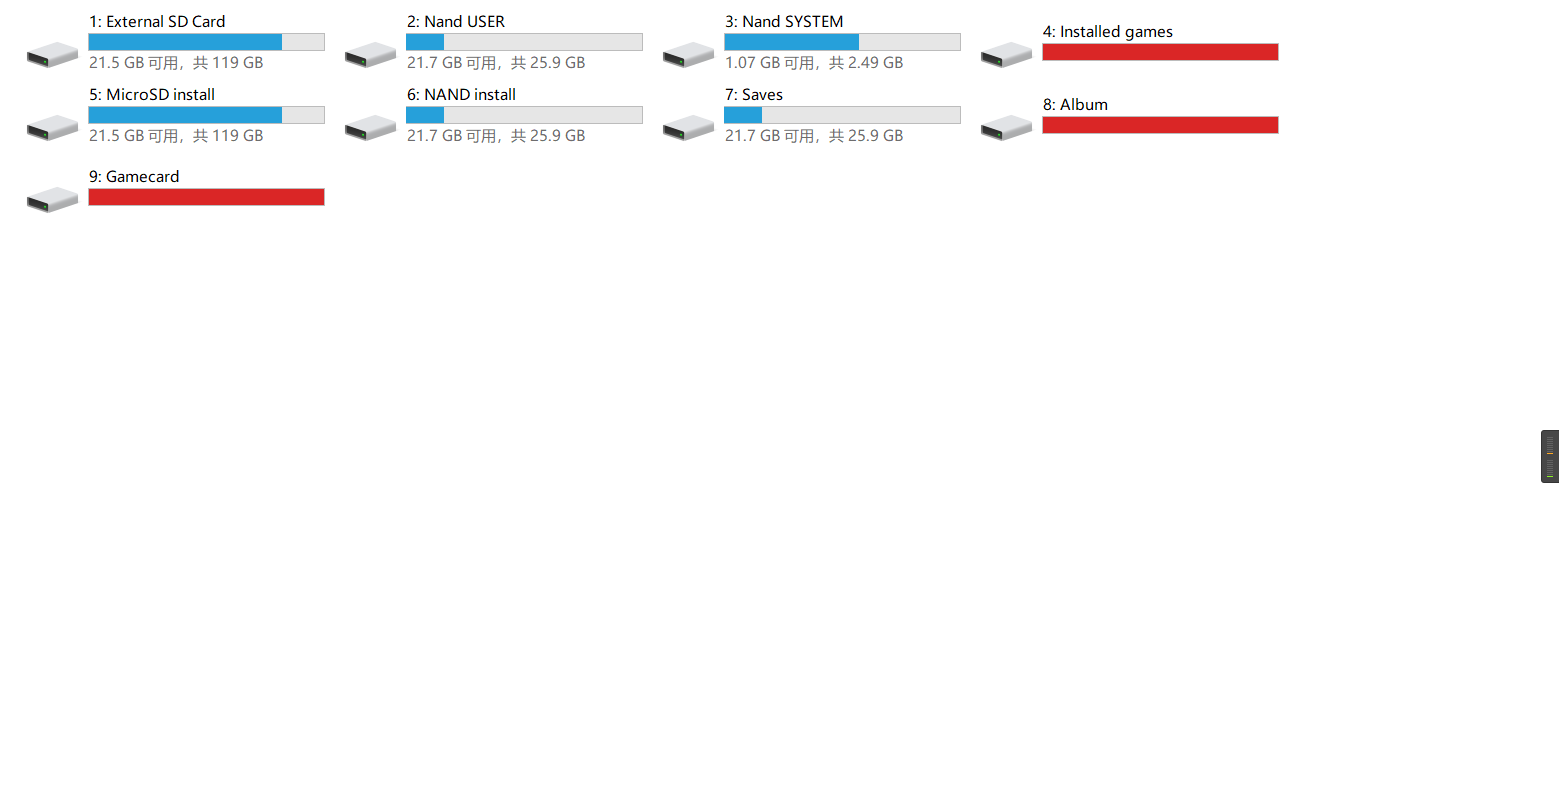 1: External SD Card
21.5 GB 可用，共 119 GB
2: Nand USER
21.7 GB 可用，共 25.9 GB
3: Nand SYSTEM
1.07 GB 可用，共 2.49 GB
4: Installed games
5: MicroSD install
21.5 GB 可用，共 119 GB
6: NAND install
21.7 GB 可用，共 25.9 GB
7: Saves
21.7 GB 可用，共 25.9 GB
8: Album
9: Gamecard